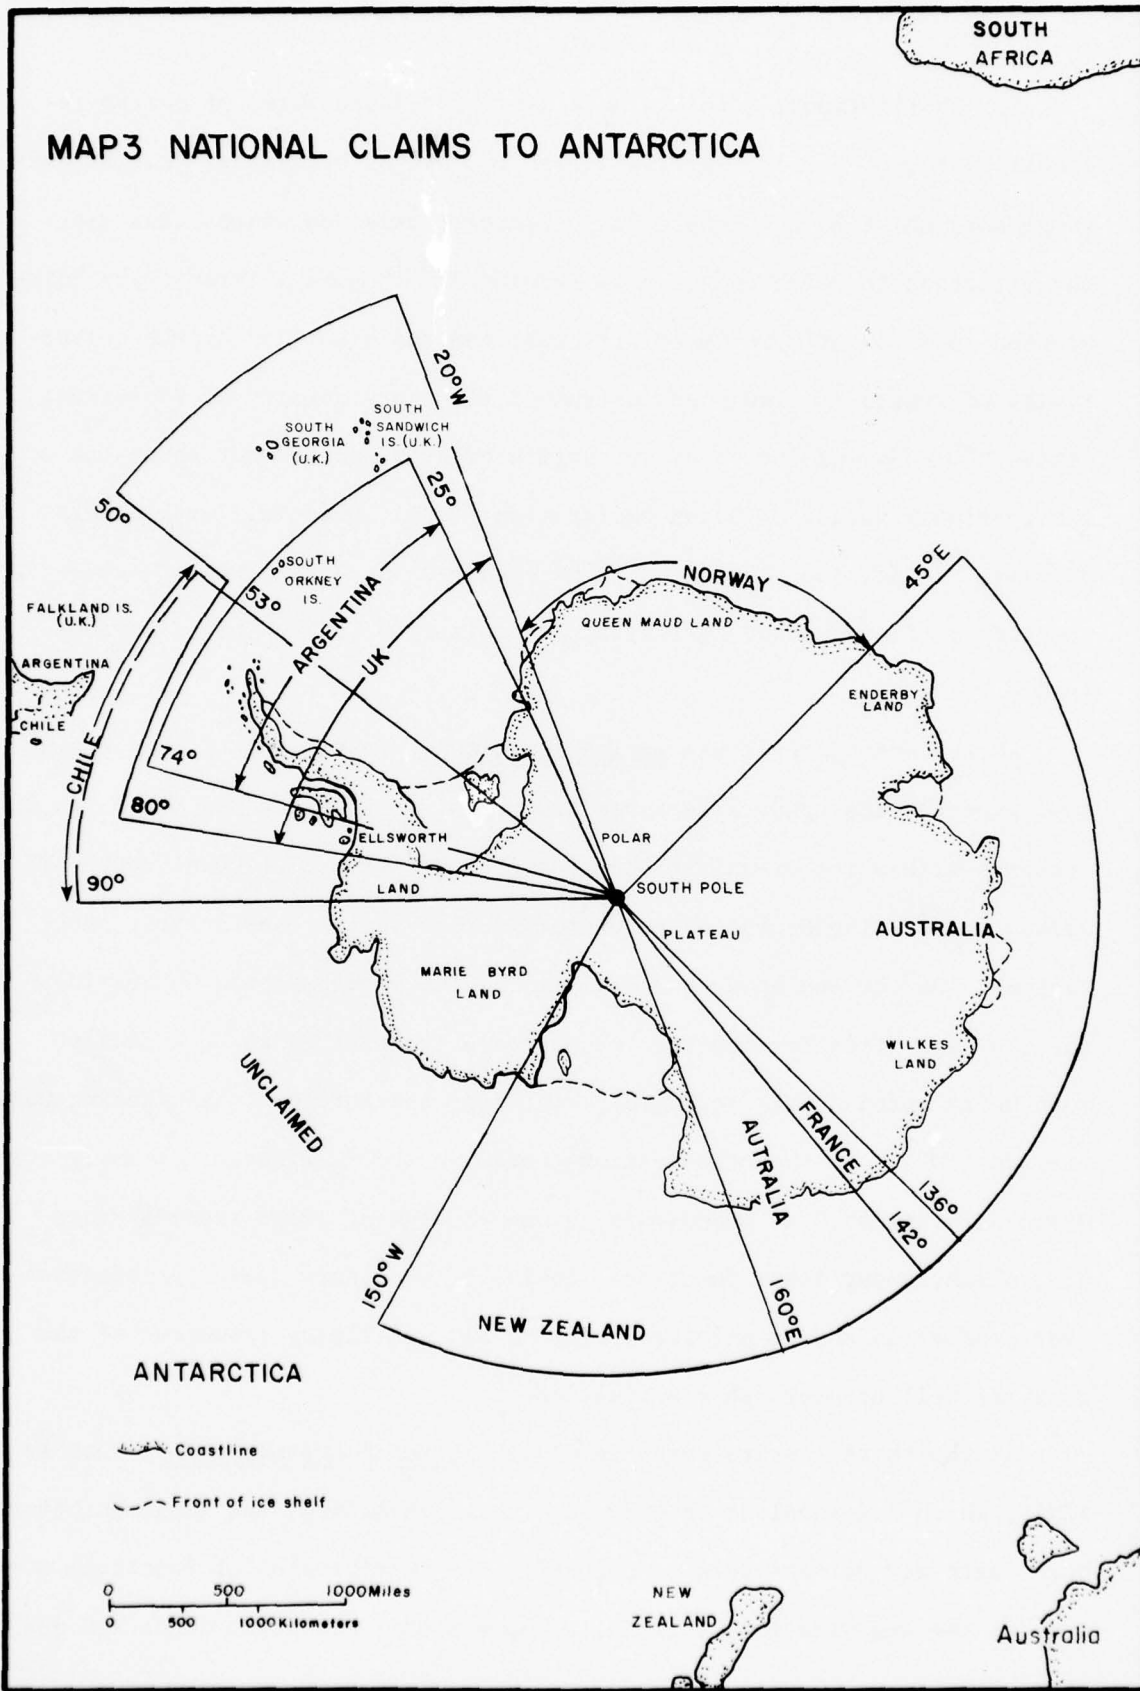 SOUTH
AFRICA
MAP3 NATIONAL CLAIMS TO ANTARCTICA
20°W
SOUTH
SANDWICH
IS.(U.K.)
SOUTH
GEORGIA
(U.K.)
25°
50°
SOUTH
ORKNEY
IS.
53°
ARGENTINA
UK
NORWAY
45°E
QUEEN MAUD LAND
FALKLAND IS.
(U.K.)
ARGENTINA
CHILE
CHILE
ENDERBY
LAND
74°
80°
90°
ELLSWORTH
LAND
POLAR
SOUTH POLE
PLATEAU
AUSTRALIA
MARIE BYRD
LAND
WILKES
LAND
UNCLAIMED
FRANCE
AUTRALIA
136°
142°
150°W
160°E
NEW ZEALAND
ANTARCTICA
Coastline
Front of ice shelf
0 500 1000Miles
0 500 1000Kilometers
NEW
ZEALAND
Australia